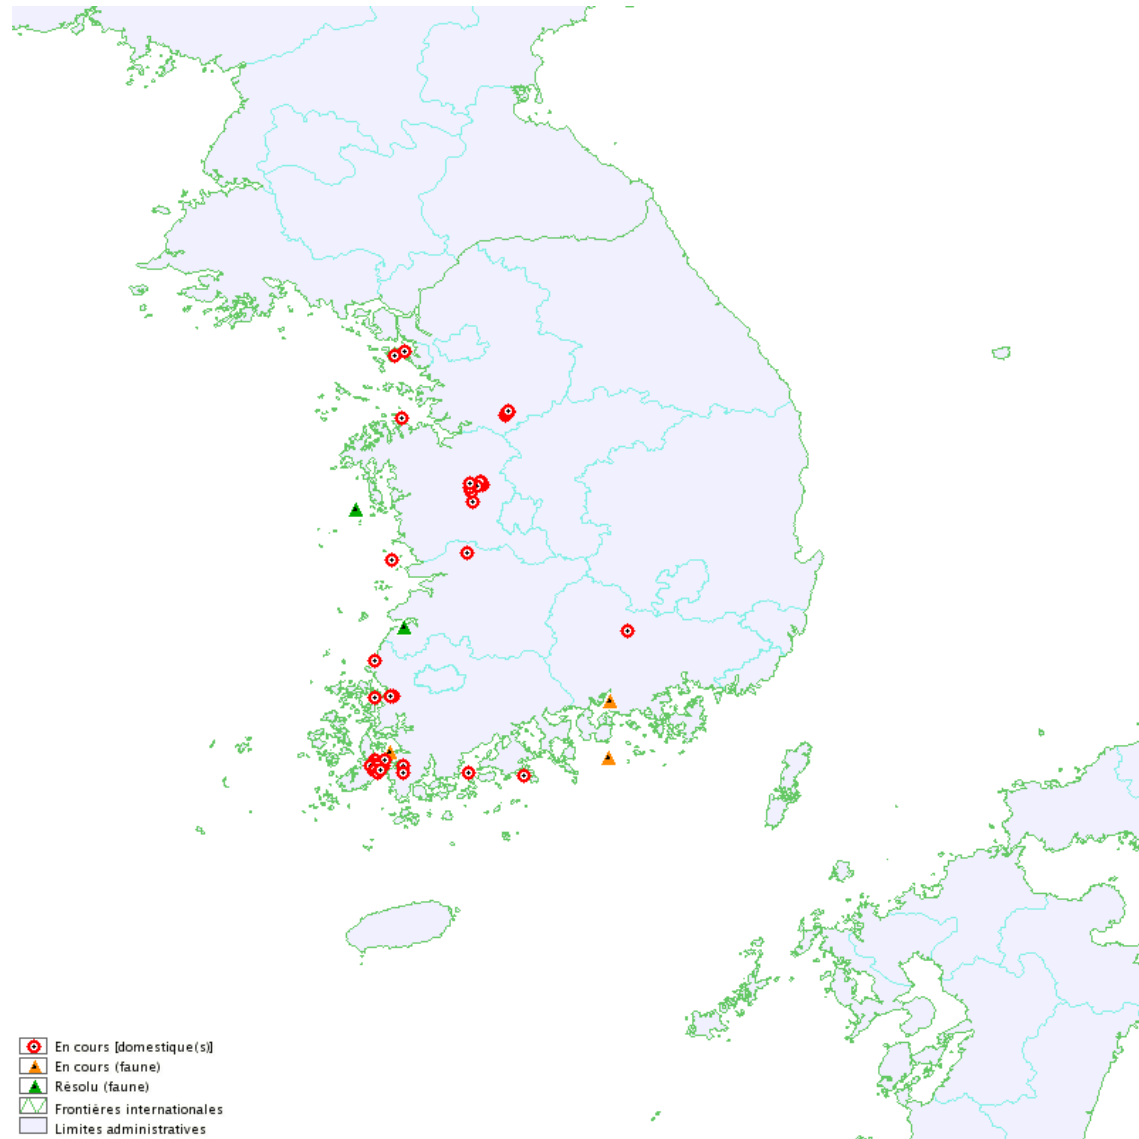 En cours [domestique(s)]
En cours (faune)
Résolu (faune)
Frontières internationales
Limites administratives